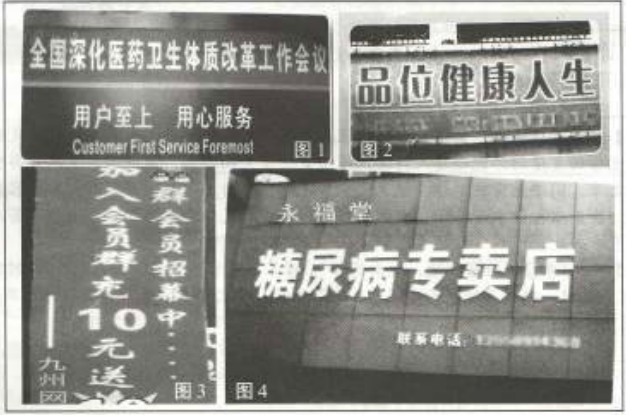 全国深化医药卫生体质改革工作会议
用户至上 用心服务
Customer First Service Foremost
图 1
品位健康人生
图 2
群会员招募中....
加入会员群充10元送
九州网
图 3
永福堂
糖尿病专卖店
联系电话:
图 4